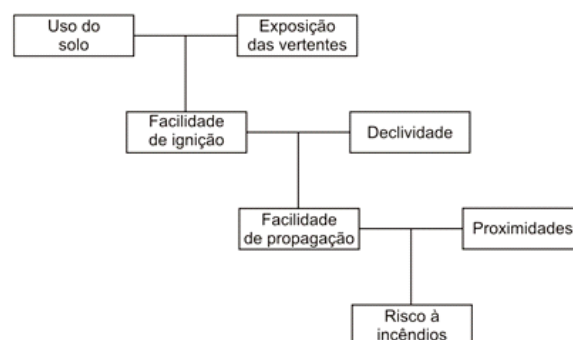 Uso do
solo
Exposição
das vertentes
Facilidade
de ignição
Declividade
Facilidade
de propagação
Proximidades
Risco à
incêndios